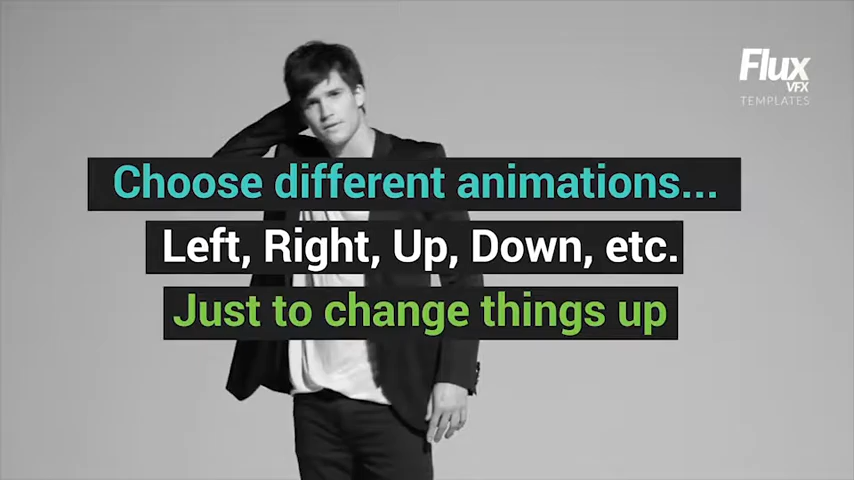 Flux
VFX
TEMPLATES
Choose different animations...
Left, Right, Up, Down, etc.
Just to change things up